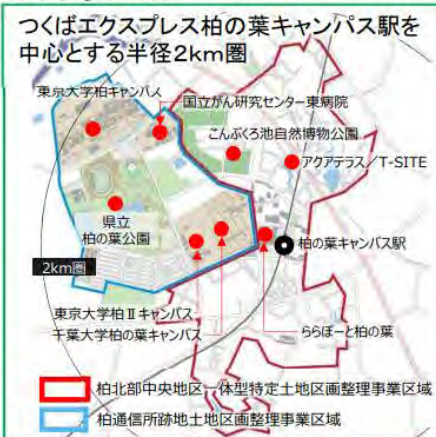 つくばエクスプレス柏の葉キャンパス駅を
中心とする半径2km圏
東京大学柏キャンパス
国立がん研究センター東病院
こんぶくろ池自然博物公園
アクアテラス/T-SITE
県立
柏の葉公園
柏の葉キャンパス駅
2km圏
東京大学柏Ⅱキャンパス
千葉大学柏の葉キャンパス
ららぽーと柏の葉
柏北部中央地区一体型特定土地区画整理事業区域
柏通信所跡地土地区画整理事業区域